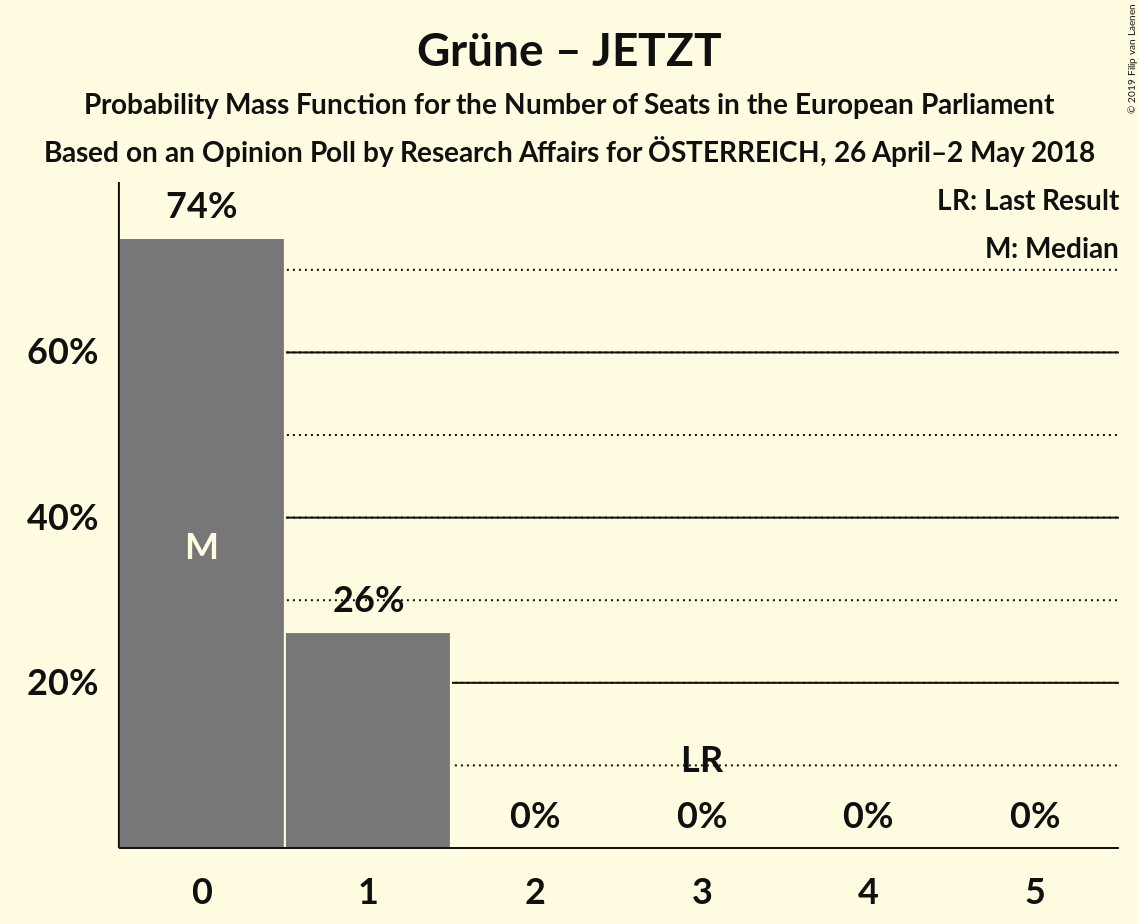 Grüne – JETZT
Probability Mass Function for the Number of Seats in the European Parliament
Based on an Opinion Poll by Research Affairs for ÖSTERREICH, 26 April–2 May 2018
© 2019 Filip van Laenen
LR: Last Result
M: Median
74%
60%
40%
M
26%
20%
LR
0% 0% 0% 0%
0 1 2 3 4 5